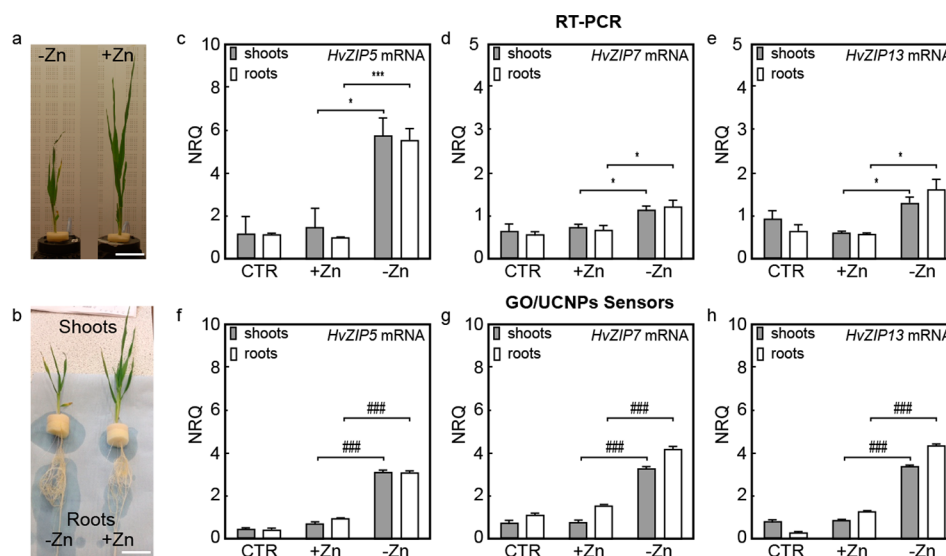 RT-PCR
a
-Zn +Zn
c
shoots
roots
HvZIP5 mRNA
***
*
NRQ
10
8
6
4
2
0
CTR +Zn -Zn
d
shoots
roots
HvZIP7 mRNA
*
*
NRQ
5
4
3
2
1
0
CTR +Zn -Zn
e
shoots
roots
HvZIP13 mRNA
*
*
NRQ
5
4
3
2
1
0
CTR +Zn -Zn
GO/UCNPs Sensors
b
Shoots
Roots
-Zn +Zn
f
shoots
roots
HvZIP5 mRNA
###
###
NRQ
10
8
6
4
2
0
CTR +Zn -Zn
g
shoots
roots
HvZIP7 mRNA
###
###
NRQ
10
8
6
4
2
0
CTR +Zn -Zn
h
shoots
roots
HvZIP13 mRNA
###
###
NRQ
10
8
6
4
2
0
CTR +Zn -Zn